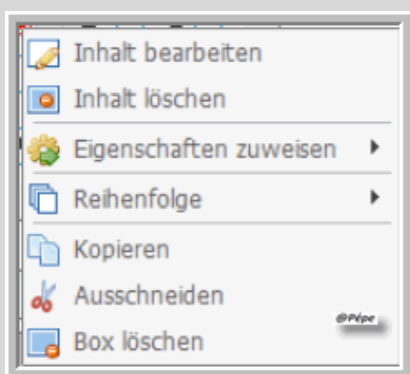 Inhalt bearbeiten
Inhalt löschen
Eigenschaften zuweisen
Reihenfolge
Kopieren
Ausschneiden
@Pépe
Box löschen